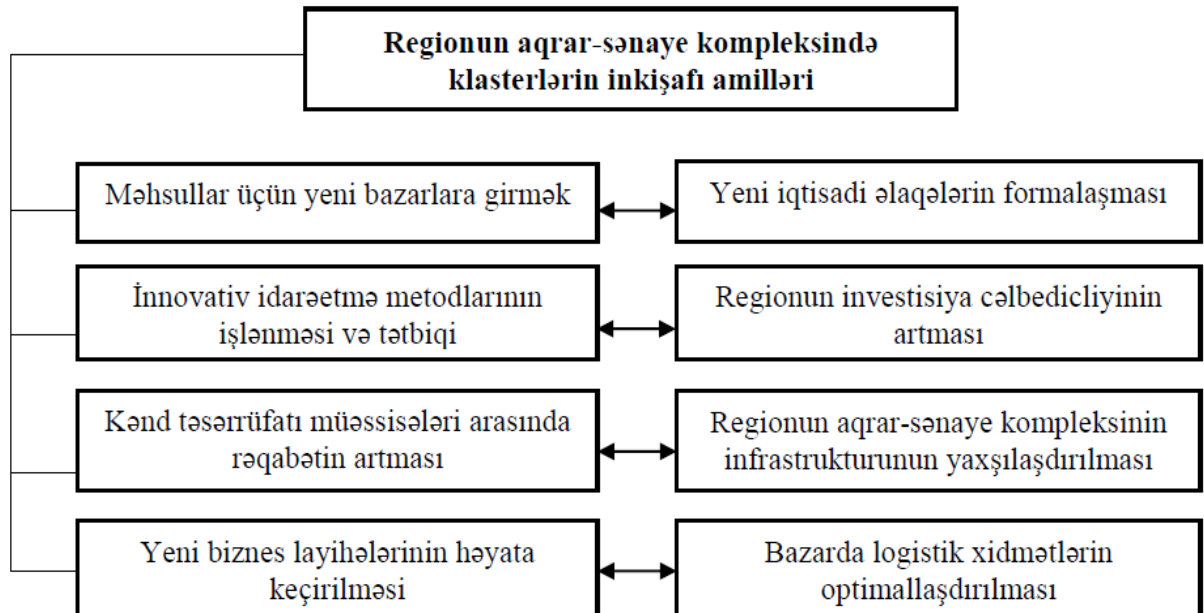 Regionun aqrar-sənaye kompleksində
klasterlərin inkişafı amilləri
Məhsullar üçün yeni bazarlara girmək
Yeni iqtisadi əlaqələrin formalaşması
İnnovativ idarəetmə metodlarının
işlənməsi və tətbiqi
Regionun investisiya cəlbedicliyinin
artması
Kənd təsərrüfatı müəssisələri arasında
rəqabətin artması
Regionun aqrar-sənaye kompleksinin
infrastrukturunun yaxşılaşdırılması
Yeni biznes layihələrinin həyata
keçirilməsi
Bazarda logistik xidmətlərin
optimallaşdırılması